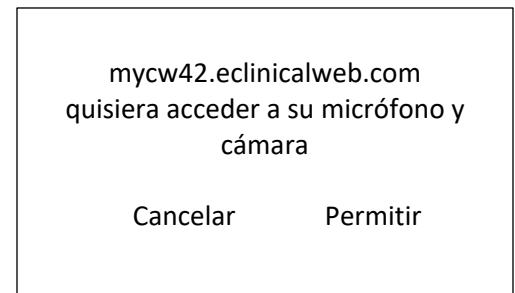 mycw42.eclinicalweb.com
quisiera acceder a su micrófono y
cámara
Cancelar Permitir